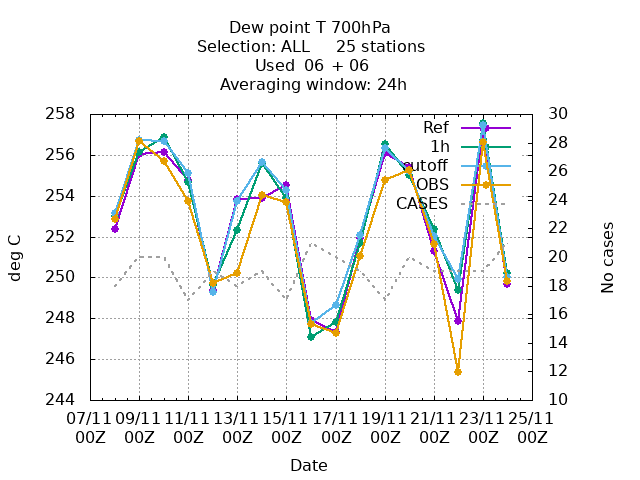 Dew point T 700hPa
Selection: ALL 25 stations
Used 06 + 06
Averaging window: 24h
258
256
254
252
250
248
246
244
deg C
30
28
26
24
22
20
18
16
14
12
10
No cases
Ref
1h
cutoff
OBS
CASES
07/11 09/11 11/11 13/11 15/11 17/11 19/11 21/11 23/11 25/11
00Z 00Z 00Z 00Z 00Z 00Z 00Z 00Z 00Z 00Z
Date